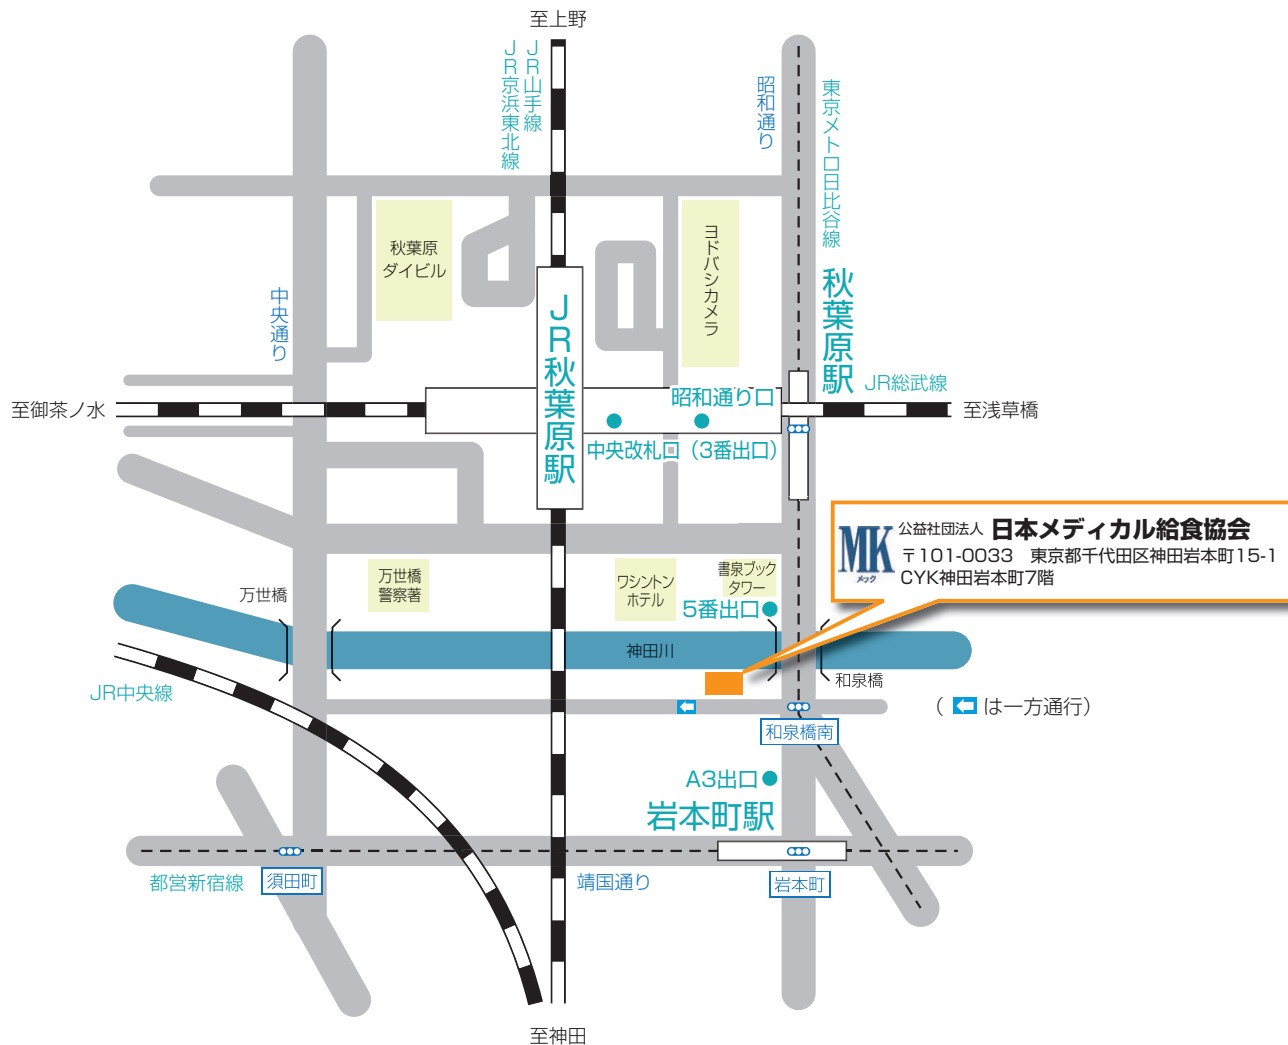 至上野
JR京浜東北線
JR山手線
昭和通り
東京メトロ日比谷線
秋葉原
ダイビル
ヨドバシカメラ
中央通り
JR秋葉原駅
秋葉原駅
JR総武線
至御茶ノ水
昭和通り口
至浅草橋
中央改札口（3番出口）
MK
メック
公益社団法人 日本メディカル給食協会
〒101-0033　東京都千代田区神田岩本町15-1
CYK神田岩本町7階
万世橋
万世橋
警察署
ワシントン
ホテル
書泉ブック
タワー
5番出口
神田川
和泉橋
JR中央線
（ は一方通行）
和泉橋南
A3出口
岩本町駅
都営新宿線
須田町
靖国通り
岩本町
至神田